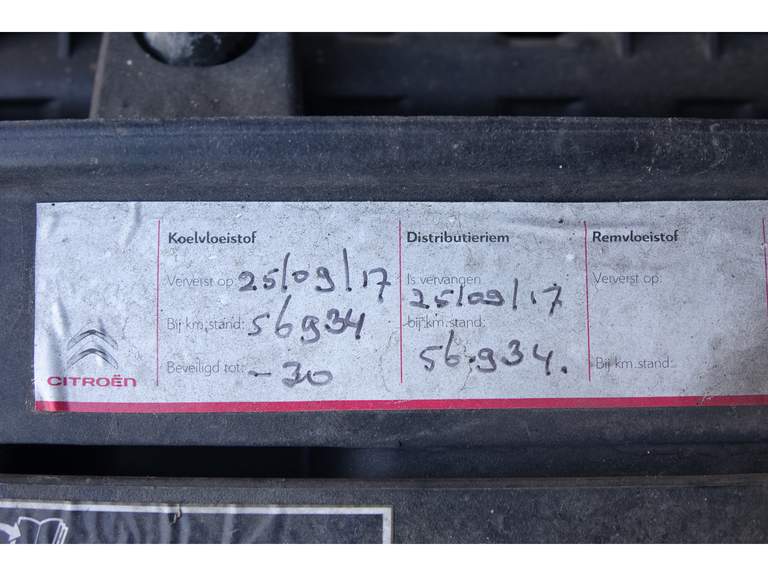 CITROËN
Koelvloeistof
Ververst op: 25/09/17
Bij km.stand: 56934
Beveiligd tot: -30
Distributieriem
Is vervangen
25/09/17
bij km.stand:
56.934.
Remvloeistof
Ververst op:
Bij km.stand: